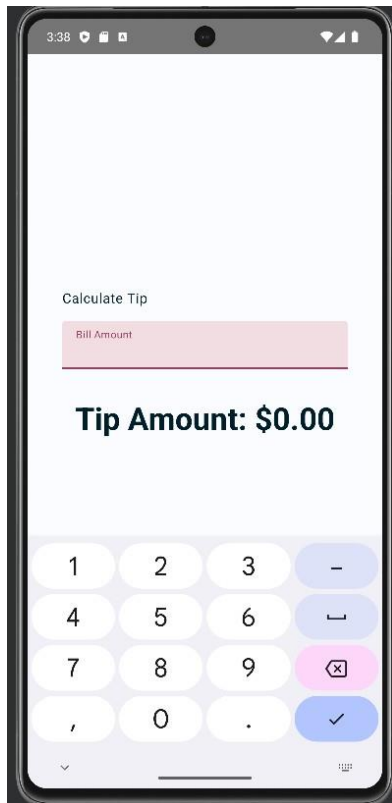 3:38
Calculate Tip
Bill Amount
Tip Amount: $0.00
1 2 3 -
4 5 6
7 8 9
, 0 .